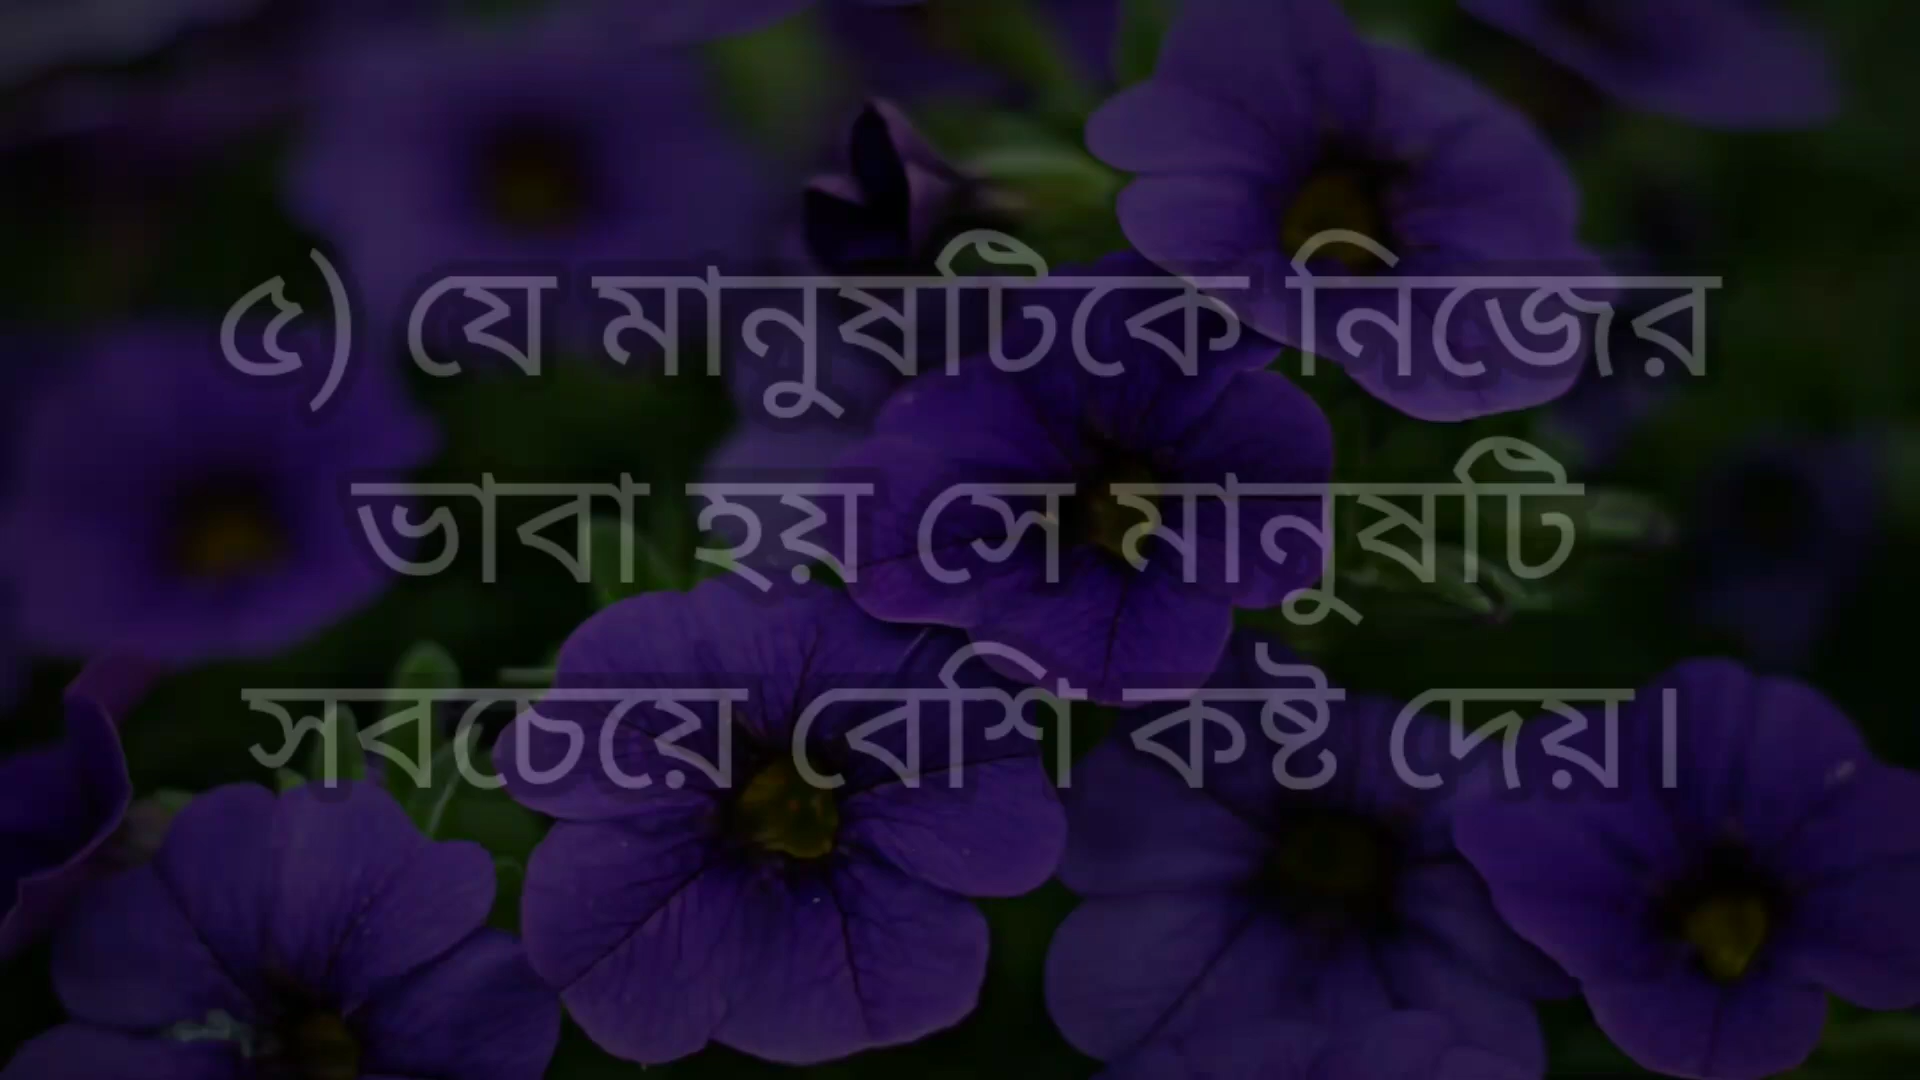 ৫) যে মানুষটিকে নিজের
ভাবা হয় সে মানুষটি
সবচেয়ে বেশি কষ্ট দেয়।